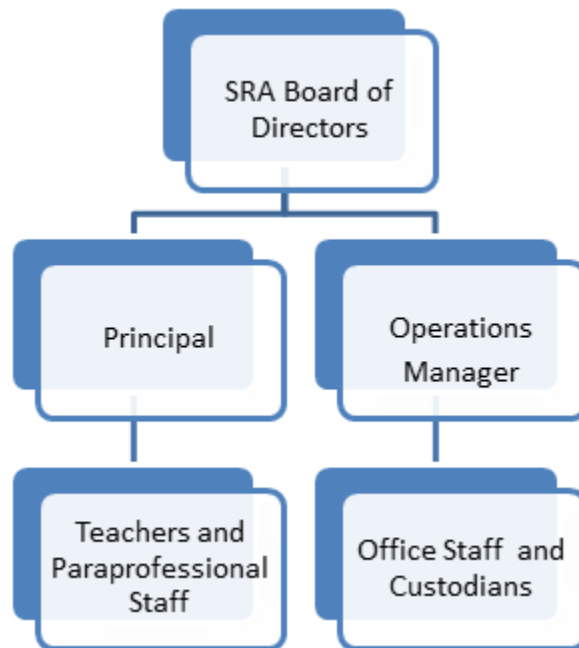 SRA Board of
Directors
Principal
Operations
Manager
Teachers and
Paraprofessional
Staff
Office Staff and
Custodians